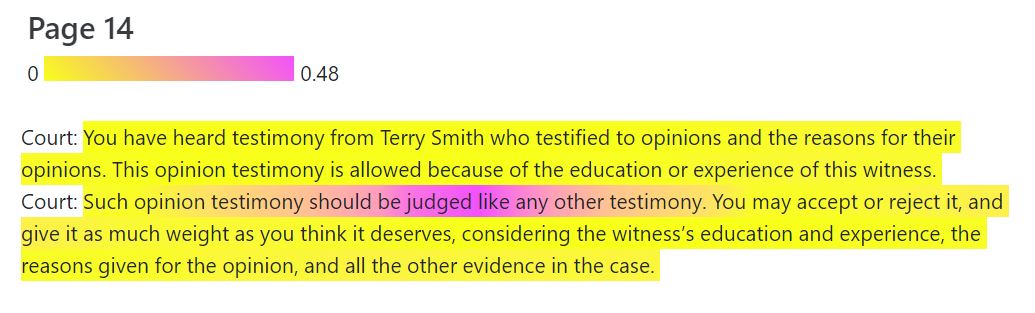 Page 14
0 0.48
Court: You have heard testimony from Terry Smith who testified to opinions and the reasons for their
opinions. This opinion testimony is allowed because of the education or experience of this witness.
Court: Such opinion testimony should be judged like any other testimony. You may accept or reject it, and
give it as much weight as you think it deserves, considering the witness's education and experience, the
reasons given for the opinion, and all the other evidence in the case.